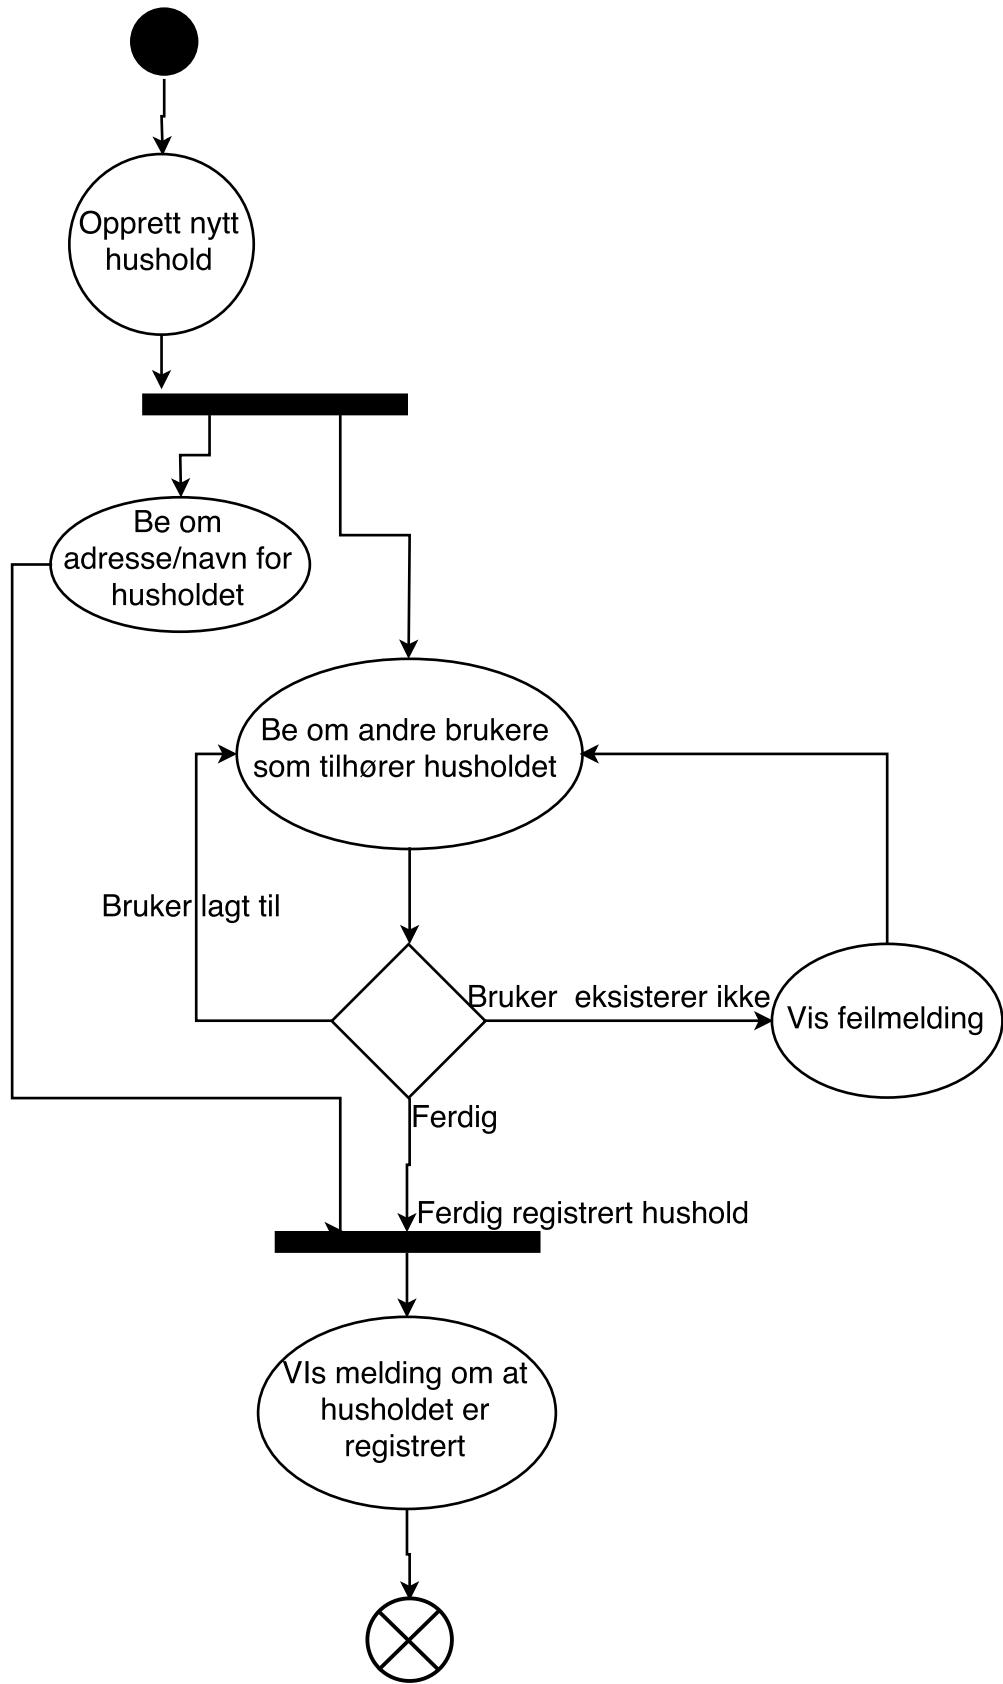 Opprett nytt
hushold
Be om
adresse/navn for
husholdet
Be om andre brukere
som tilhører husholdet
Bruker lagt til
Bruker  eksisterer ikke
Vis feilmelding
Ferdig
Ferdig registrert hushold
VIs melding om at
husholdet er
registrert